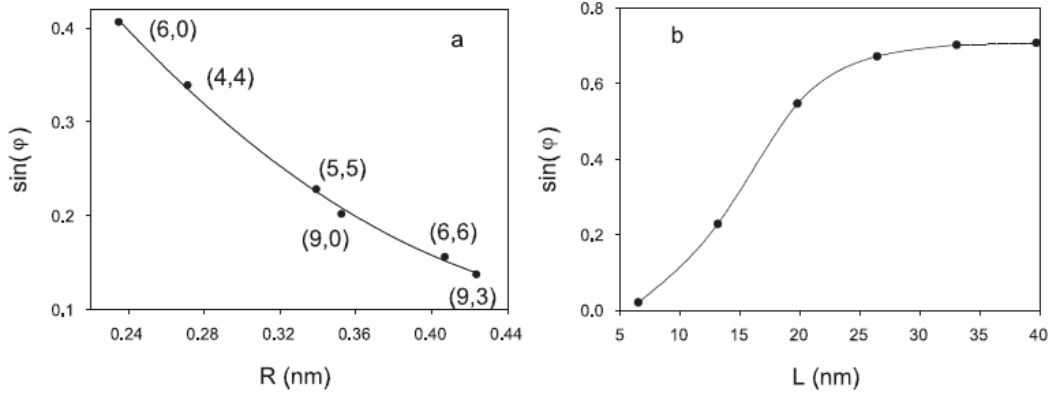 a
0.4
0.3
0.2
0.1
sin(φ)
(6,0)
(4,4)
(5,5)
(9,0)
(6,6)
(9,3)
0.24 0.28 0.32 0.36 0.40 0.44
R (nm)
b
0.8
0.6
0.4
0.2
0.0
sin(φ)
5 10 15 20 25 30 35 40
L (nm)